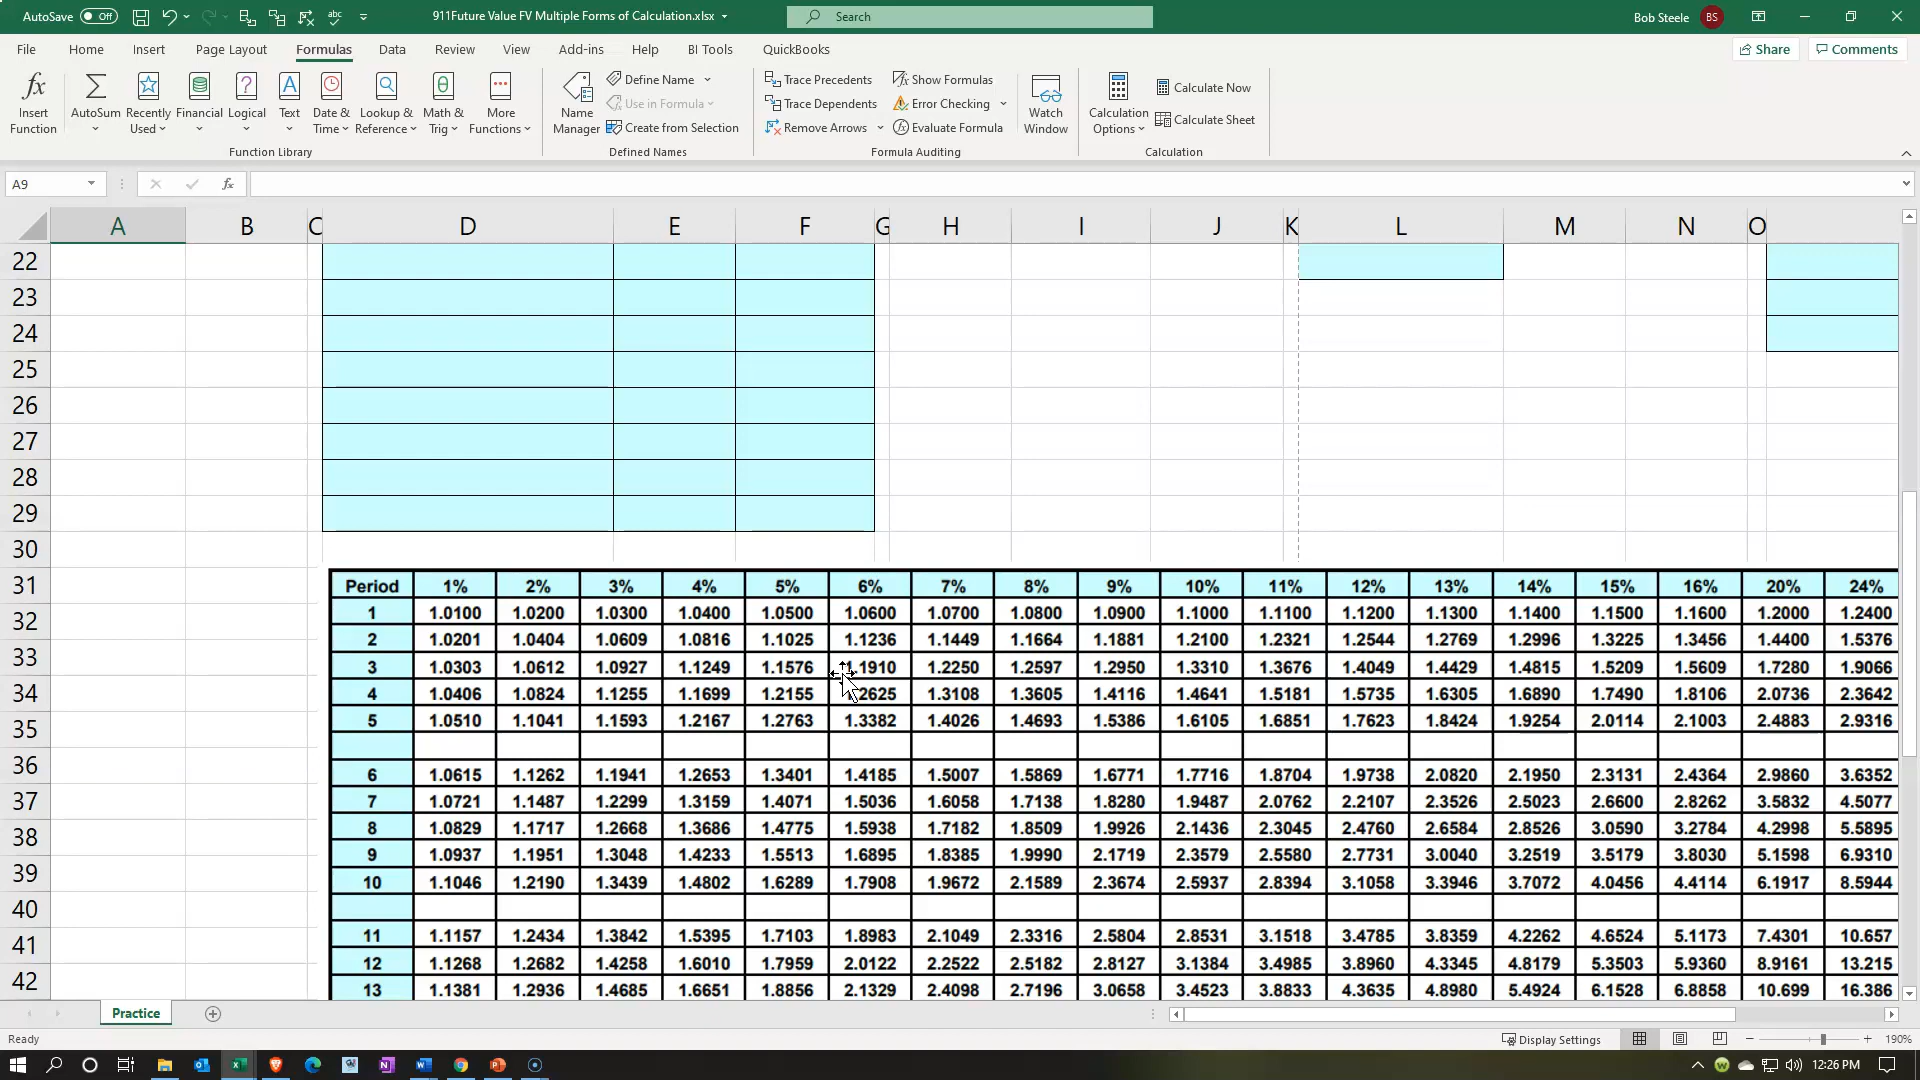 AutoSave Off 911Future Value FV Multiple Forms of Calculation.xlsx Search Bob Steele BS
File Home Insert Page Layout Formulas Data Review View Add-ins Help BI Tools QuickBooks Share Comments
Insert Function AutoSum Recently Used Financial Logical Text Date & Time Lookup & Reference Math & Trig More Functions
Name Manager Define Name Use in Formula Create from Selection
Trace Precedents Trace Dependents Remove Arrows Show Formulas Error Checking Evaluate Formula Watch Window
Calculation Options Calculate Now Calculate Sheet
Function Library Defined Names Formula Auditing Calculation
A9 fx
A B C D E F G H I J K L M N O
22
23
24
25
26
27
28
29
30
31 Period 1% 2% 3% 4% 5% 6% 7% 8% 9% 10% 11% 12% 13% 14% 15% 16% 20% 24%
32 1 1.0100 1.0200 1.0300 1.0400 1.0500 1.0600 1.0700 1.0800 1.0900 1.1000 1.1100 1.1200 1.1300 1.1400 1.1500 1.1600 1.2000 1.2400
2 1.0201 1.0404 1.0609 1.0816 1.1025 1.1236 1.1449 1.1664 1.1881 1.2100 1.2321 1.2544 1.2769 1.2996 1.3225 1.3456 1.4400 1.5376
33 3 1.0303 1.0612 1.0927 1.1249 1.1576 1.1910 1.2250 1.2597 1.2950 1.3310 1.3676 1.4049 1.4429 1.4815 1.5209 1.5609 1.7280 1.9066
34 4 1.0406 1.0824 1.1255 1.1699 1.2155 .2625 1.3108 1.3605 1.4116 1.4641 1.5181 1.5735 1.6305 1.6890 1.7490 1.8106 2.0736 2.3642
35 5 1.0510 1.1041 1.1593 1.2167 1.2763 1.3382 1.4026 1.4693 1.5386 1.6105 1.6851 1.7623 1.8424 1.9254 2.0114 2.1003 2.4883 2.9316
36 6 1.0615 1.1262 1.1941 1.2653 1.3401 1.4185 1.5007 1.5869 1.6771 1.7716 1.8704 1.9738 2.0820 2.1950 2.3131 2.4364 2.9860 3.6352
37 7 1.0721 1.1487 1.2299 1.3159 1.4071 1.5036 1.6058 1.7138 1.8280 1.9487 2.0762 2.2107 2.3526 2.5023 2.6600 2.8262 3.5832 4.5077
38 8 1.0829 1.1717 1.2668 1.3686 1.4775 1.5938 1.7182 1.8509 1.9926 2.1436 2.3045 2.4760 2.6584 2.8526 3.0590 3.2784 4.2998 5.5895
39 9 1.0937 1.1951 1.3048 1.4233 1.5513 1.6895 1.8385 1.9990 2.1719 2.3579 2.5580 2.7731 3.0040 3.2519 3.5179 3.8030 5.1598 6.9310
10 1.1046 1.2190 1.3439 1.4802 1.6289 1.7908 1.9672 2.1589 2.3674 2.5937 2.8394 3.1058 3.3946 3.7072 4.0456 4.4114 6.1917 8.5944
40
41 11 1.1157 1.2434 1.3842 1.5395 1.7103 1.8983 2.1049 2.3316 2.5804 2.8531 3.1518 3.4785 3.8359 4.2262 4.6524 5.1173 7.4301 10.657
42 12 1.1268 1.2682 1.4258 1.6010 1.7959 2.0122 2.2522 2.5182 2.8127 3.1384 3.4985 3.8960 4.3345 4.8179 5.3503 5.9360 8.9161 13.215
13 1.1381 1.2936 1.4685 1.6651 1.8856 2.1329 2.4098 2.7196 3.0658 3.4523 3.8833 4.3635 4.8980 5.4924 6.1528 6.8858 10.699 16.386
Practice
Ready Display Settings 190%
12:26 PM